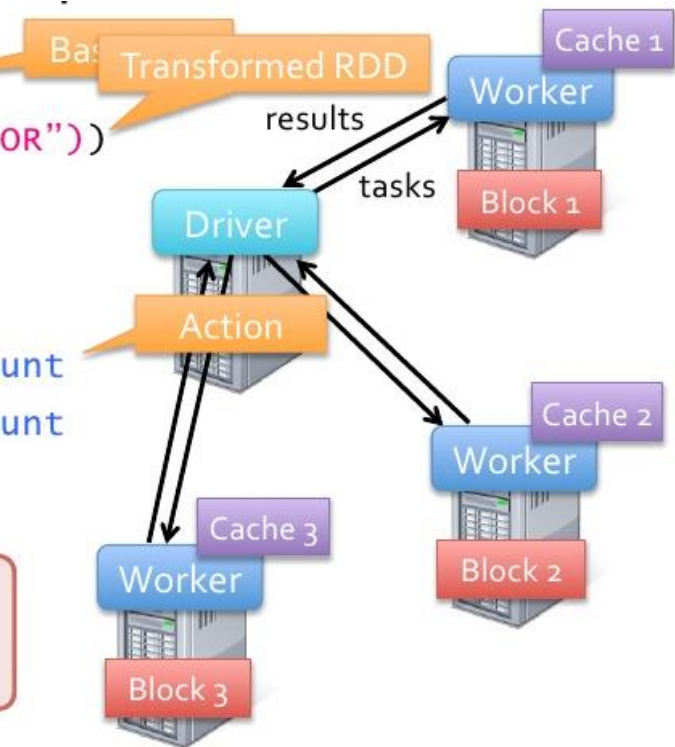 Cache 1
Bas
Transformed RDD
Worker
results
OR”))
tasks
Block 1
Driver
Action
unt
Cache 2
unt
Worker
Cache 3
Block 2
Worker
Block 3